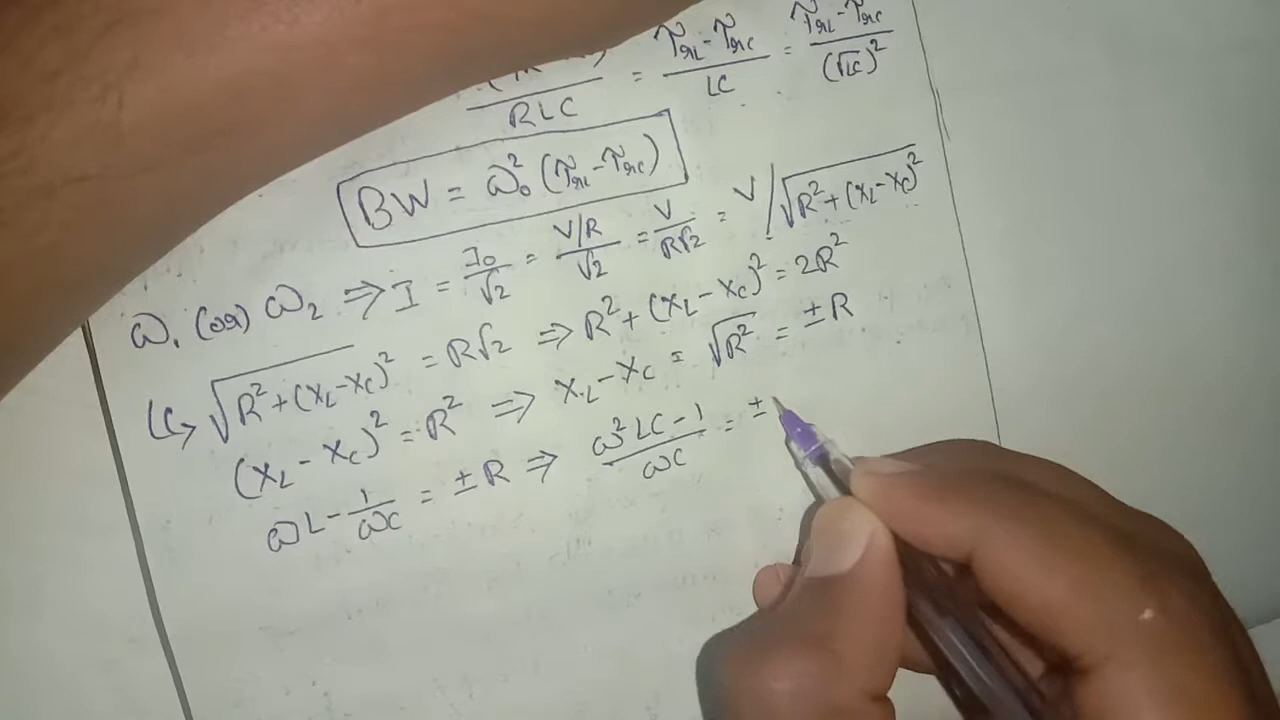 RLC = τ_RL - τ_RC / LC = τ_RL - τ_RC / (√LC)²
BW = ω₀² (τ_RL - τ_RC)
ω₁ (or) ω₂ ⇒ I = I₀/√2 = V/R / √2 = V/R√2 = V/√R²+(X_L-X_C)²
↳ √R²+(X_L-X_C)² = R√2 ⇒ R²+(X_L-X_C)² = 2R²
(X_L-X_C)² = R² ⇒ X_L-X_C = √R² = ±R
ωL - 1/ωC = ±R ⇒ ω²LC-1 / ωC = ±